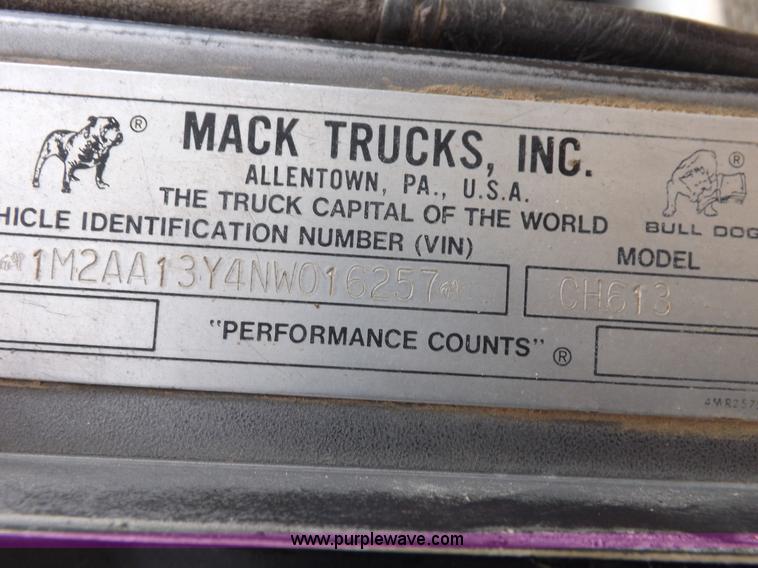 ® MACK TRUCKS, INC. ®
ALLENTOWN, PA., U.S.A.
THE TRUCK CAPITAL OF THE WORLD
BULL DOG
HICLE IDENTIFICATION NUMBER (VIN)
MODEL
1M2AA13Y4NW016257
CH613
"PERFORMANCE COUNTS" ®
www.purplewave.com